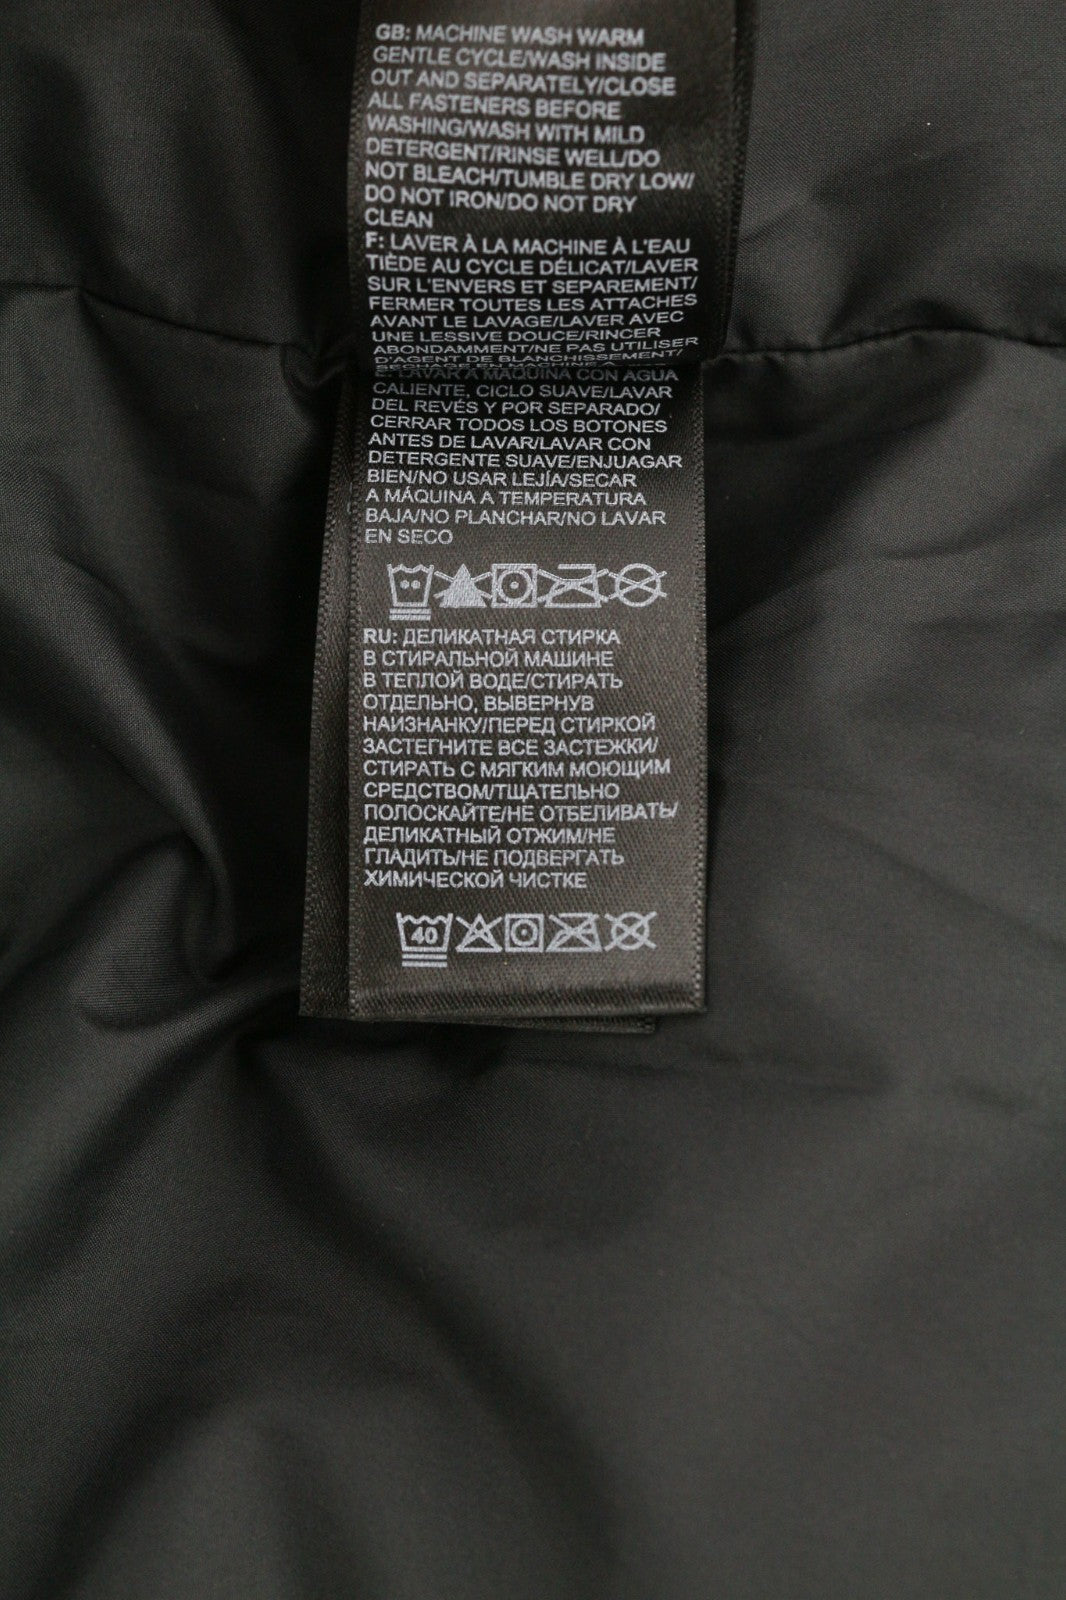 GB: MACHINE WASH WARM
GENTLE CYCLE/WASH INSIDE
OUT AND SEPARATELY/CLOSE
ALL FASTENERS BEFORE
WASHING/WASH WITH MILD
DETERGENT/RINSE WELL/DO
NOT BLEACH/TUMBLE DRY LOW/
DO NOT IRON/DO NOT DRY
CLEAN
F: LAVER À LA MACHINE À L'EAU
TIÈDE AU CYCLE DÉLICAT/LAVER
SUR L'ENVERS ET SEPAREMENT/
FERMER TOUTES LES ATTACHES
AVANT LE LAVAGE/LAVER AVEC
UNE LESSIVE DOUCE/RINCER
ABONDAMMENT/NE PAS UTILISER
D'AGENT DE BLANCHISSEMENT/
SÉCHAGE EN MACHINE À
E: LAVAR A MÁQUINA CON AGUA
CALIENTE, CICLO SUAVE/LAVAR
DEL REVÉS Y POR SEPARADO/
CERRAR TODOS LOS BOTONES
ANTES DE LAVAR/LAVAR CON
DETERGENTE SUAVE/ENJUAGAR
BIEN/NO USAR LEJÍA/SECAR
A MÁQUINA A TEMPERATURA
BAJA/NO PLANCHAR/NO LAVAR
EN SECO
RU: ДЕЛИКАТНАЯ СТИРКА
В СТИРАЛЬНОЙ МАШИНЕ
В ТЕПЛОЙ ВОДЕ/СТИРАТЬ
ОТДЕЛЬНО, ВЫВЕРНУВ
НАИЗНАНКУ/ПЕРЕД СТИРКОЙ
ЗАСТЕГНИТЕ ВСЕ ЗАСТЕЖКИ/
СТИРАТЬ С МЯГКИМ МОЮЩИМ
СРЕДСТВОМ/ТЩАТЕЛЬНО
ПОЛОСКАЙТЕ/НЕ ОТБЕЛИВАТЬ/
ДЕЛИКАТНЫЙ ОТЖИМ/НЕ
ГЛАДИТЬ/НЕ ПОДВЕРГАТЬ
ХИМИЧЕСКОЙ ЧИСТКЕ
40